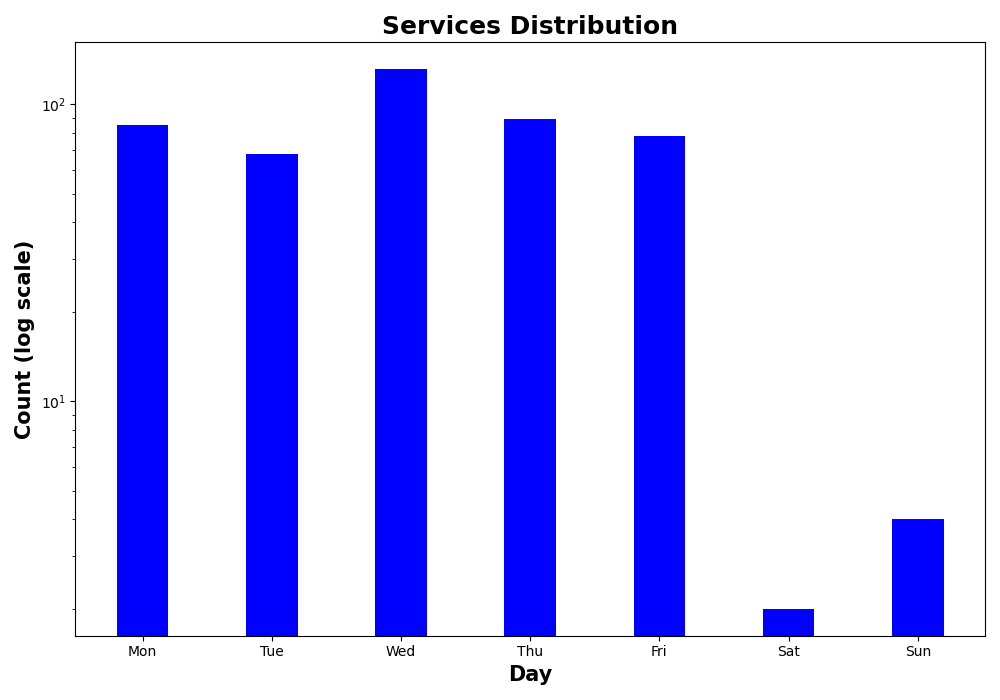 Services Distribution
Count (log scale)
10²
10¹
Mon Tue Wed Thu Fri Sat Sun
Day